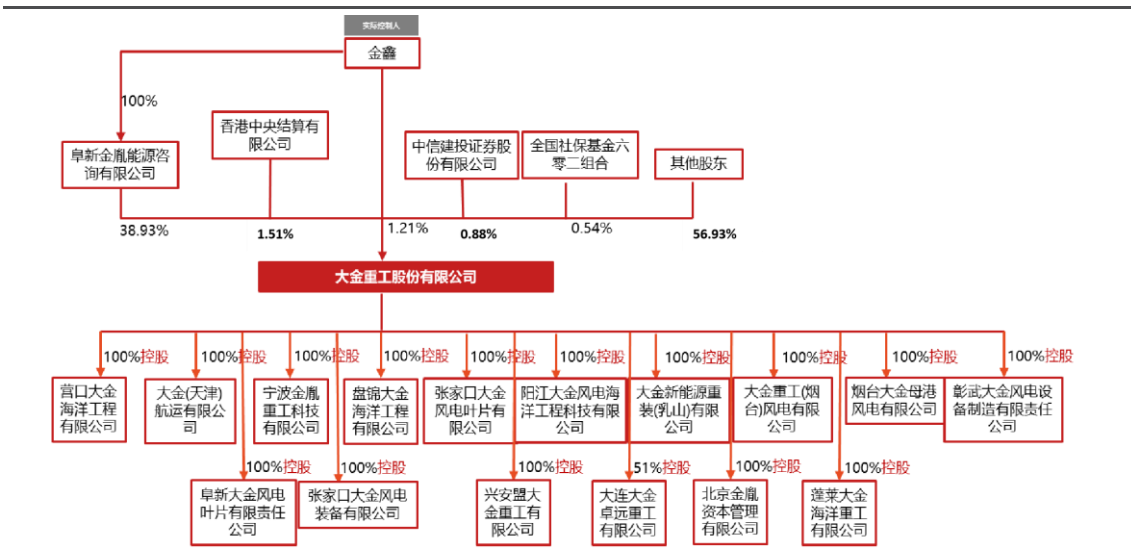 实际控制人
金鑫
100%
香港中央结算有
限公司
阜新金胤能源咨
询有限公司
中信建投证券股
份有限公司
全国社保基金六
零二组合
其他股东
38.93%
1.51%
1.21%
0.88%
0.54%
56.93%
大金重工股份有限公司
100%控股
100%控股
100%控股
100%控股
100%控股
100%控股
100%控股
100%控股
100%控股
100%控股
营口大金
海洋工程
有限公司
大金(天津)
航运有限公
司
宁波金胤
重工科技
有限公司
盘锦大金
海洋工程
有限公司
张家口大金
风电叶片有
限公司
阳江大金风电海
洋工程科技有限
公司
大金新能源重
装(乳山)有限
公司
大金重工(烟
台)风电有限
公司
烟台大金母港
风电有限公司
彰武大金风电设
备制造有限责任
公司
100%控股
100%控股
100%控股
51%控股
100%控股
100%控股
阜新大金风电
叶片有限责任
公司
张家口大金风电
装备有限公司
兴安盟大
金重工有
限公司
大连大金
卓远重工
有限公司
北京金胤
资本管理
有限公司
蓬莱大金
海洋重工
有限公司